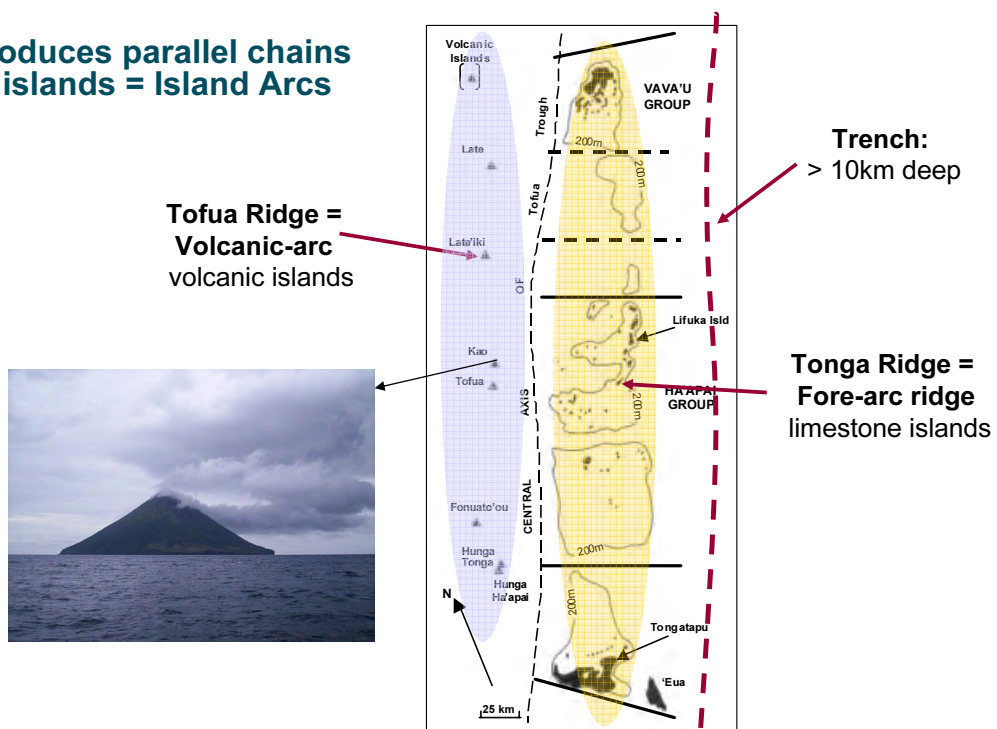 oduces parallel chains
islands = Island Arcs
Volcanic
Islands
Late
Late'iki
Kao
Tofua
Fonuato'ou
Hunga
Tonga
Hunga
Ha'apai
N
25 km
Trough
Tofua
OF
AXIS
CENTRAL
VAVA'U
GROUP
200m
200m
Lifuka Isld
HA'APAI
GROUP
200m
200m
200m
Tongatapu
'Eua
Tofua Ridge =
Volcanic-arc
volcanic islands
Trench:
> 10km deep
Tonga Ridge =
Fore-arc ridge
limestone islands